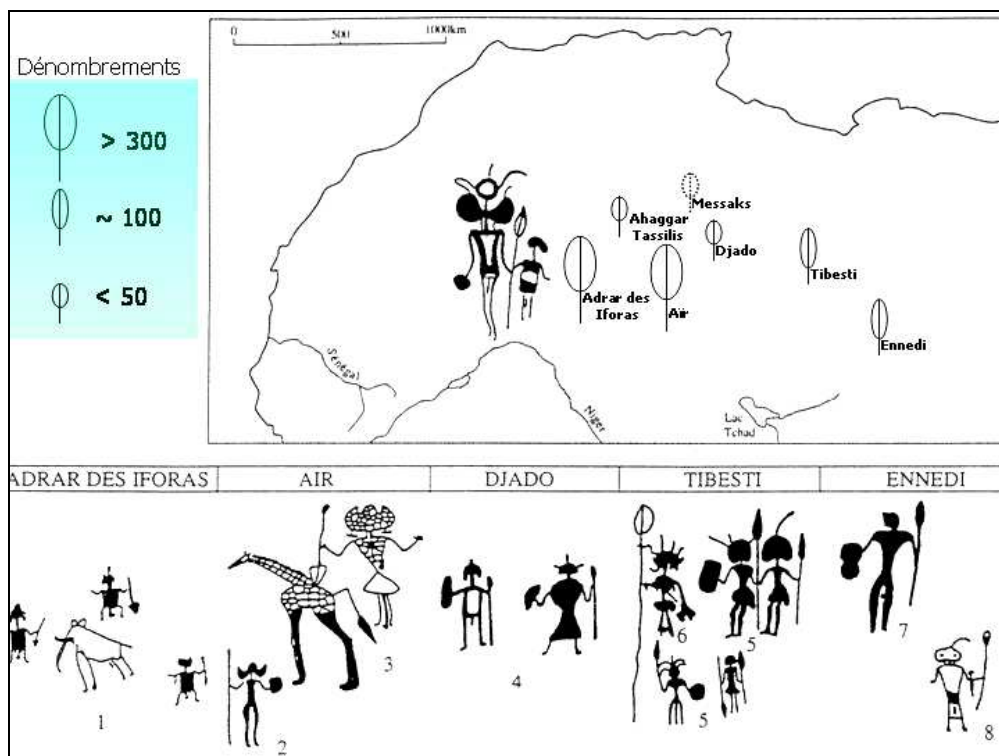 0 500 1000km
Dénombrements
> 300
~ 100
< 50
Messaks
Ahaggar
Tassilis
Djado
Tibesti
Adrar des
Iforas
Aïr
Ennedi
Sénégal
Niger
Lac
Tchad
ADRAR DES IFORAS AIR DJADO TIBESTI ENNEDI
1
2
3
4
6
5
5
7
8